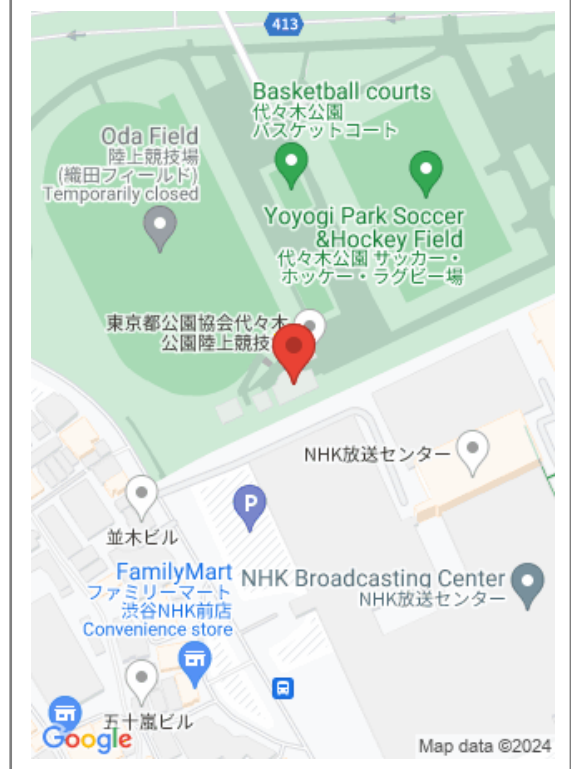 413
Basketball courts
代々木公園
バスケットコート
Oda Field
陸上競技場
(織田フィールド)
Temporarily closed
Yoyogi Park Soccer
&Hockey Field
代々木公園 サッカー・
ホッケー・ラグビー場
東京都公園協会代々木
公園陸上競技
NHK放送センター
P
並木ビル
FamilyMart
ファミリーマート
渋谷NHK前店
Convenience store
NHK Broadcasting Center
NHK放送センター
五十嵐ビル
Google
Map data ©2024